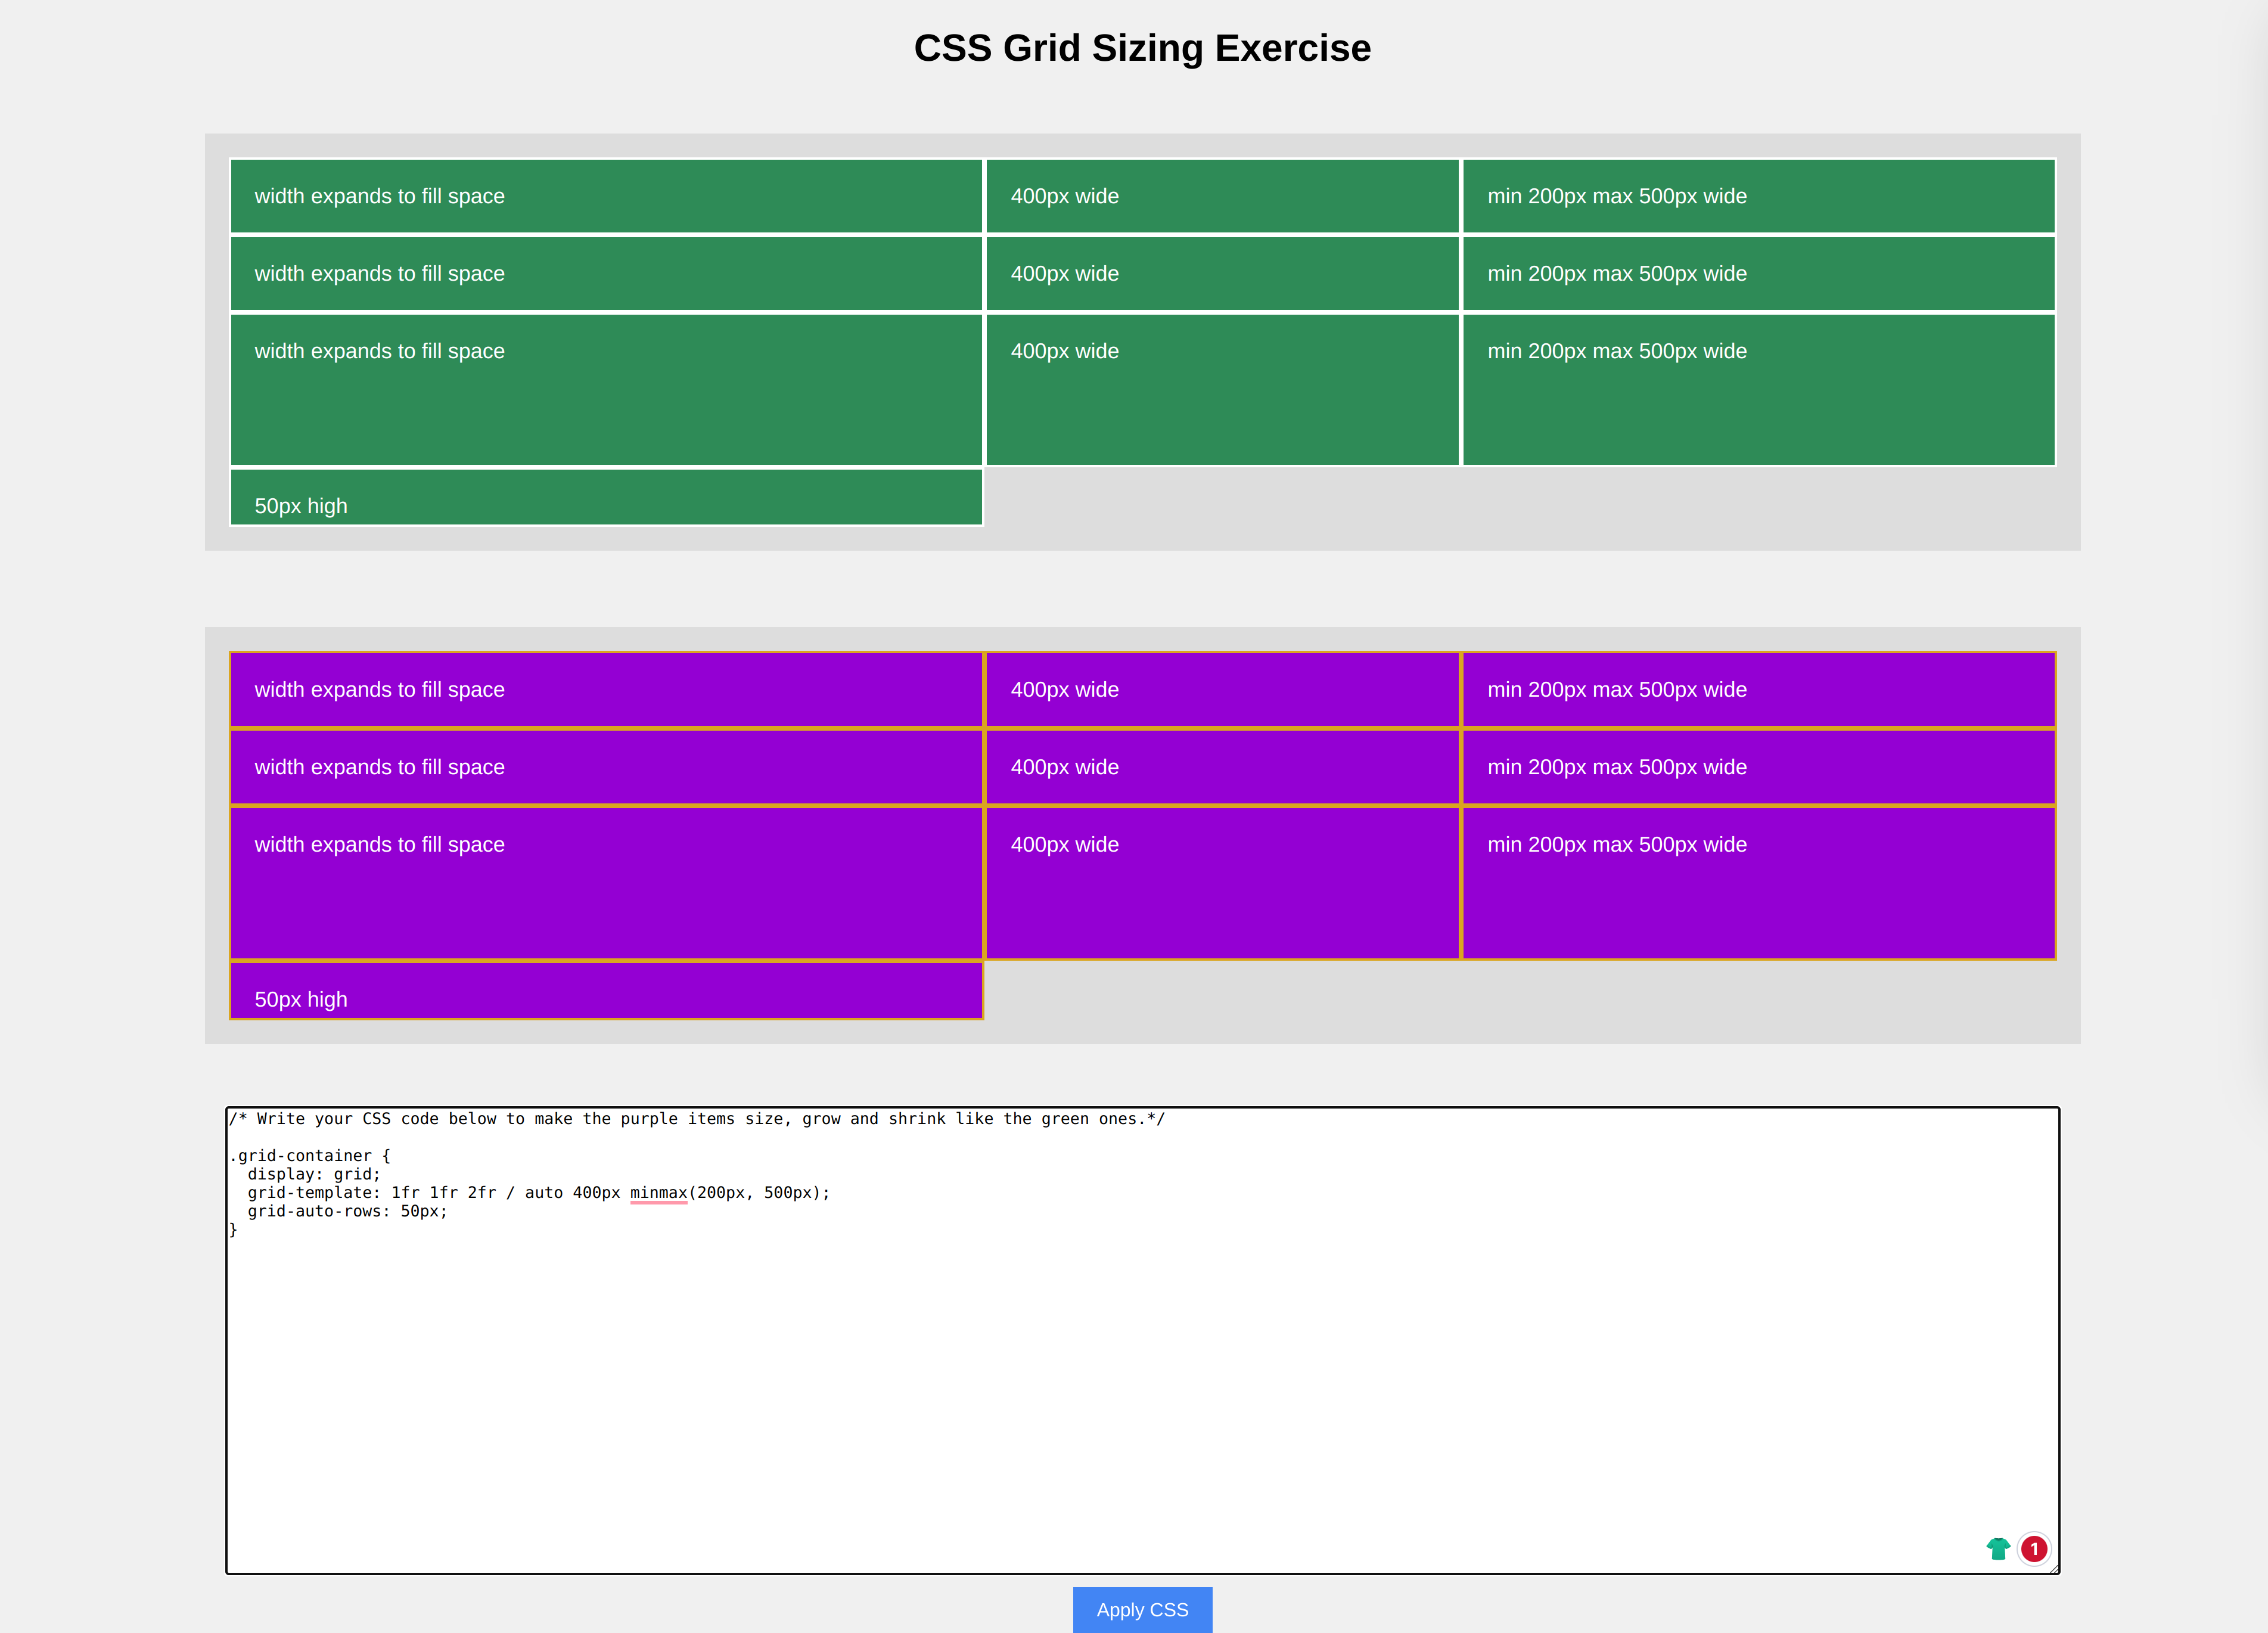 CSS Grid Sizing Exercise
width expands to fill space
400px wide
min 200px max 500px wide
width expands to fill space
400px wide
min 200px max 500px wide
width expands to fill space
400px wide
min 200px max 500px wide
50px high
width expands to fill space
400px wide
min 200px max 500px wide
width expands to fill space
400px wide
min 200px max 500px wide
width expands to fill space
400px wide
min 200px max 500px wide
50px high
/* Write your CSS code below to make the purple items size, grow and shrink like the green ones.*/
.grid-container {
  display: grid;
  grid-template: 1fr 1fr 2fr / auto 400px minmax(200px, 500px);
  grid-auto-rows: 50px;
}
1
Apply CSS